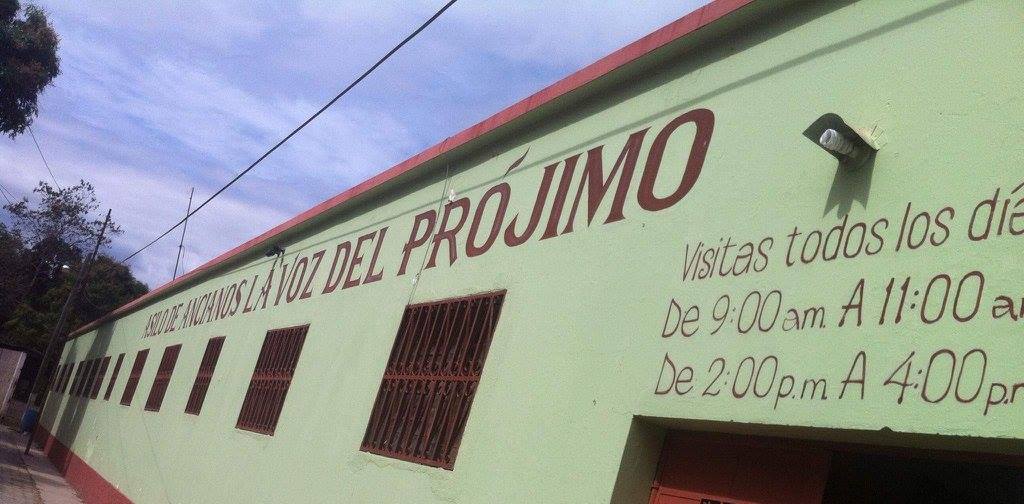 ASILO DE ANCIANOS LA VOZ DEL PRÓJIMO
Visitas todos los
De 9:00 am. A 11:00
De 2:00 p.m. A 4:00